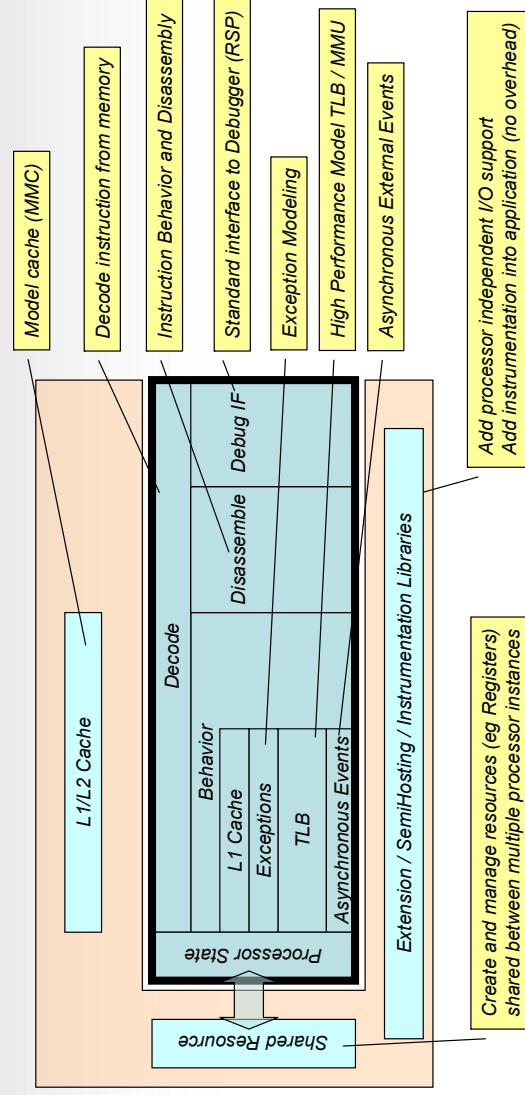 Model cache (MMC)
Decode instruction from memory
Instruction Behavior and Disassembly
Standard interface to Debugger (RSP)
Exception Modeling
High Performance Model TLB / MMU
Asynchronous External Events
L1/L2 Cache
Decode
Behavior
Disassemble
Debug IF
L1 Cache
Exceptions
TLB
Asynchronous Events
Processor State
Shared Resource
Extension / SemiHosting / Instrumentation Libraries
Create and manage resources (eg Registers)
shared between multiple processor instances
Add processor independent I/O support
Add instrumentation into application (no overhead)